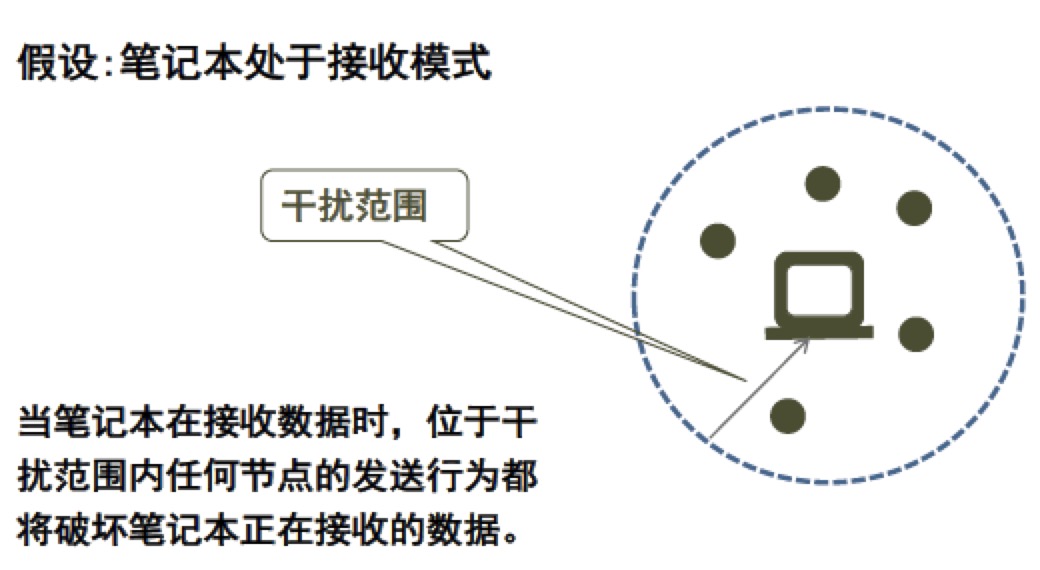 假设:笔记本处于接收模式
干扰范围
当笔记本在接收数据时，位于干
扰范围内任何节点的发送行为都
将破坏笔记本正在接收的数据。